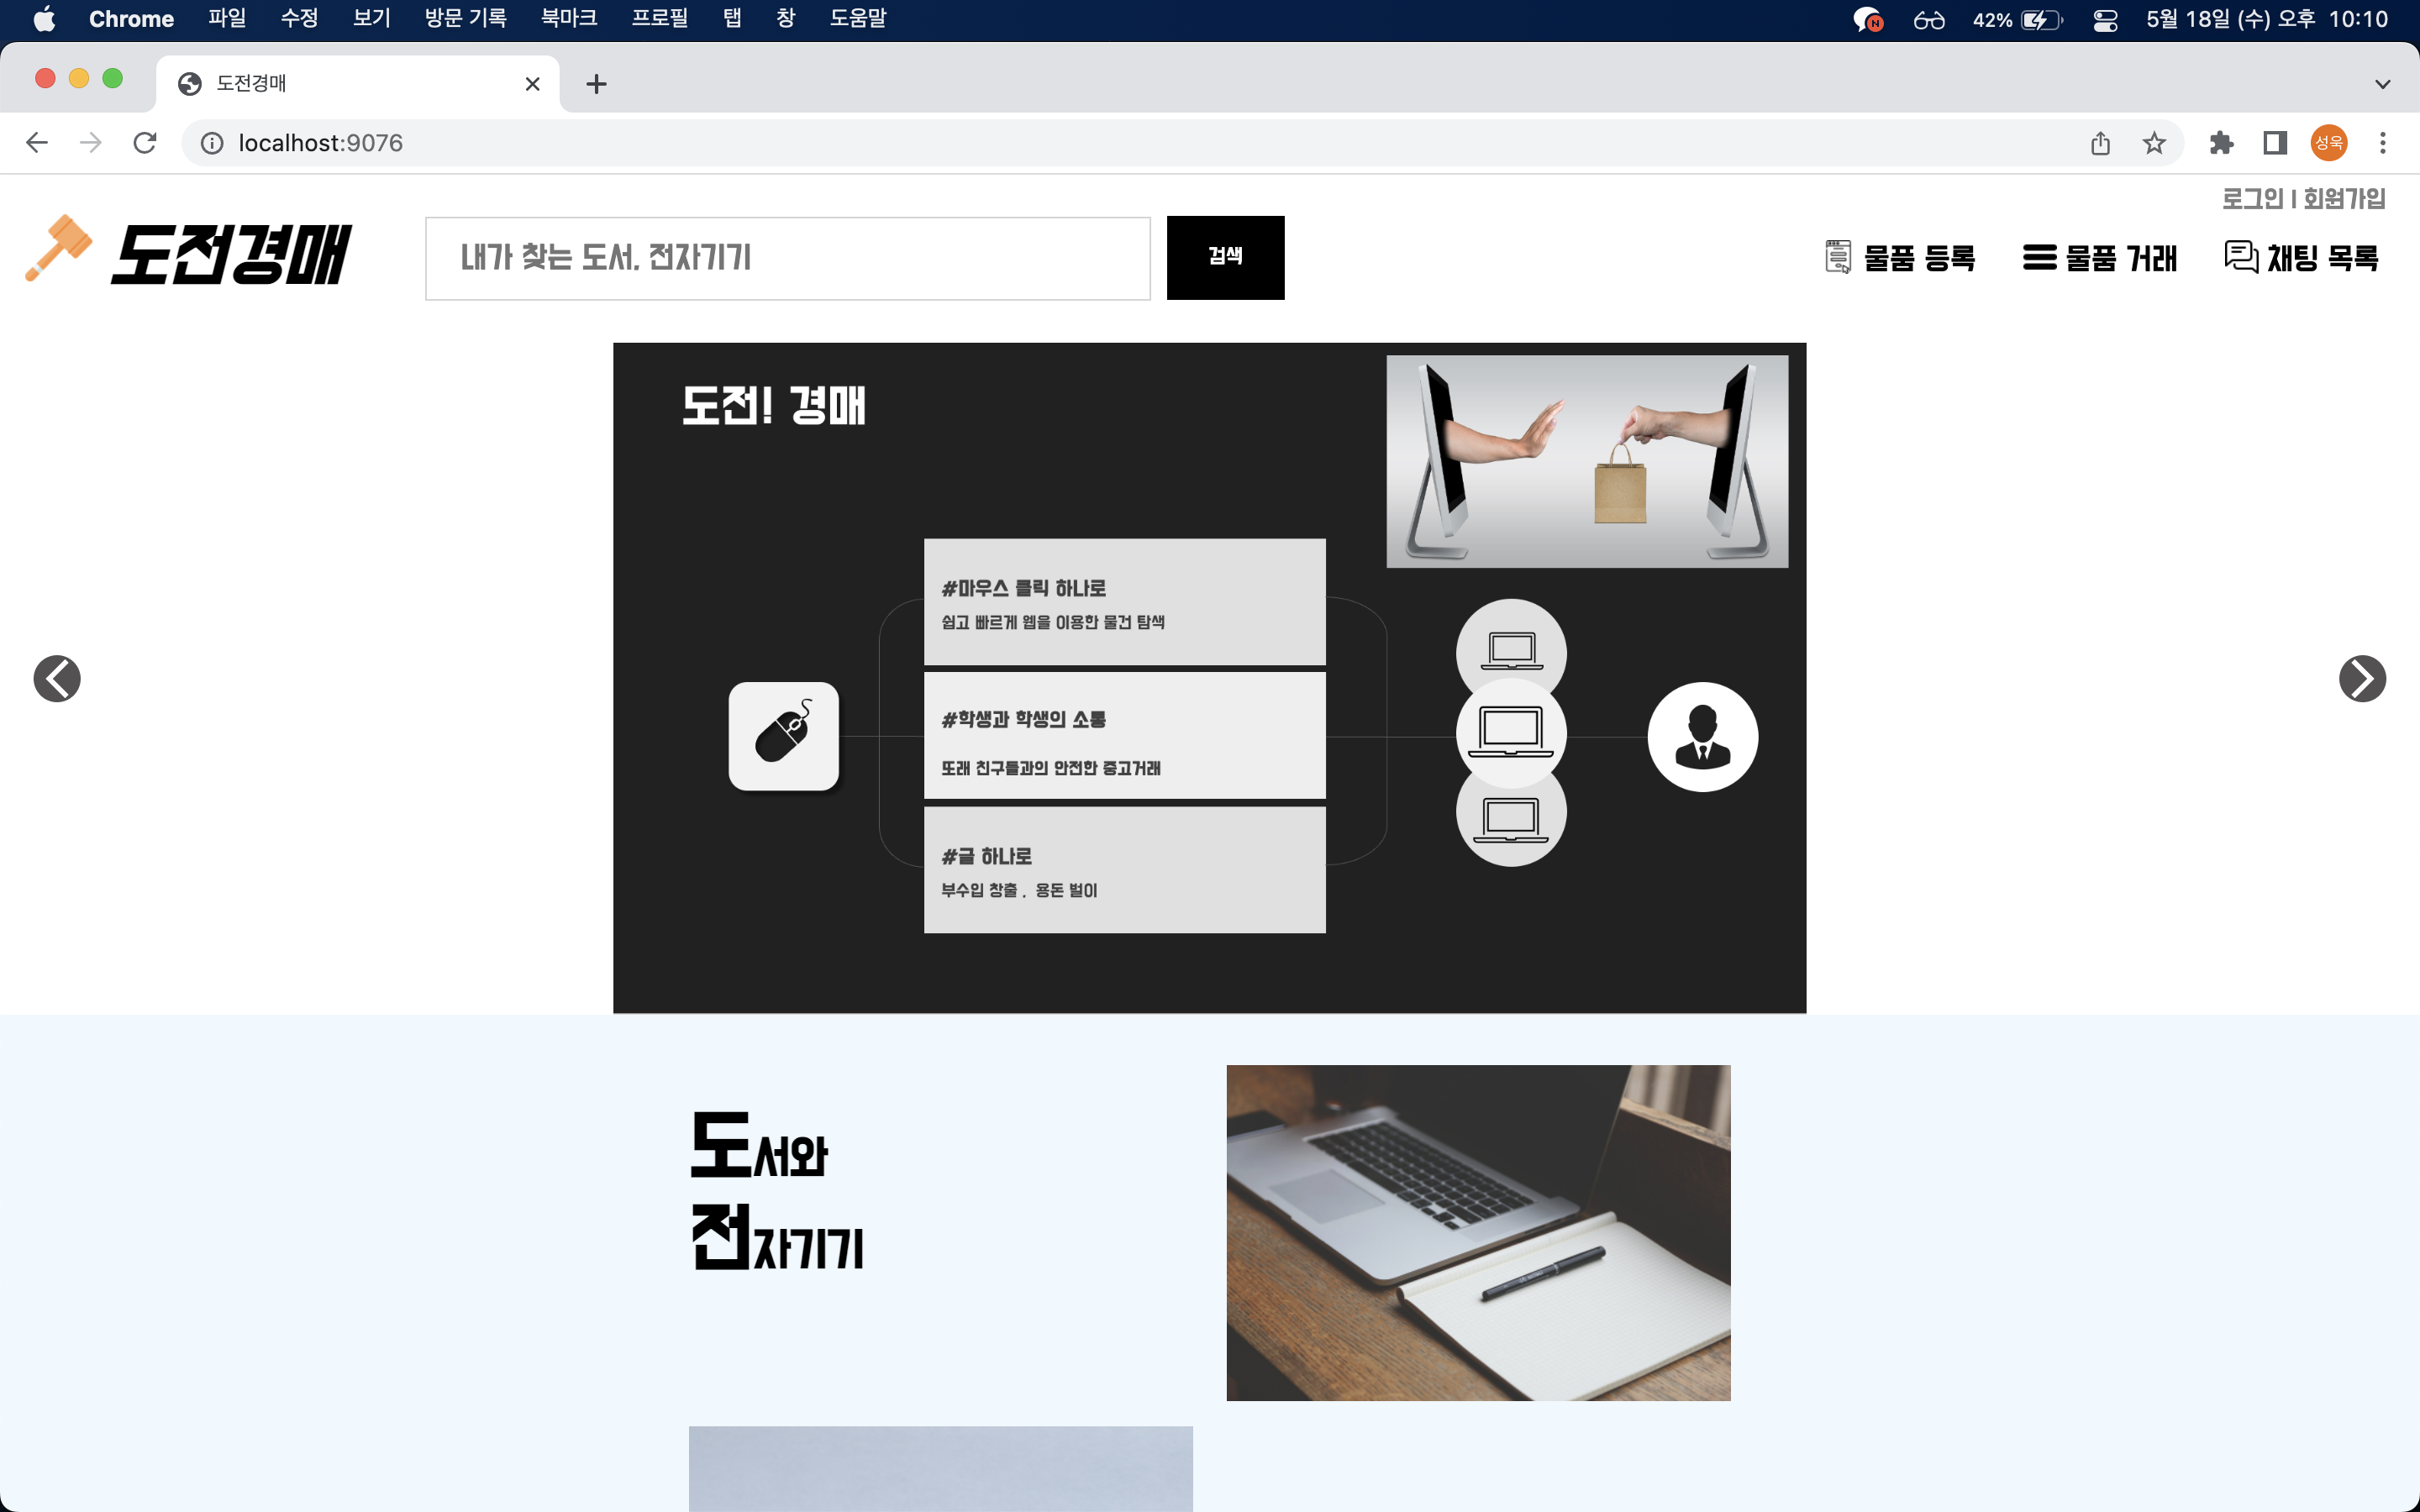 Chrome 파일 수정 보기 방문 기록 북마크 프로필 탭 창 도움말 N 42% 5월 18일 (수) 오후 10:10
도전경매
localhost:9076 성욱
로그인 | 회원가입
도전경매 내가 찾는 도서, 전자기기 검색 물품 등록 물품 거래 채팅 목록
도전! 경매
#마우스 클릭 하나로
쉽고 빠르게 웹을 이용한 물건 탐색
#학생과 학생의 소통
또래 친구들과의 안전한 중고거래
#글 하나로
부수입 창출 , 용돈 벌이
도서와
전자기기